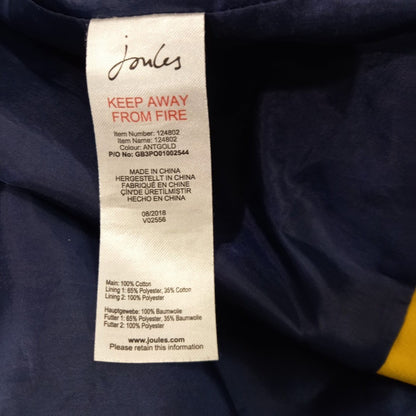 Joules
KEEP AWAY
FROM FIRE
Item Number: 124802
Item Name: 124802
Colour: ANTGOLD
P/O No: GB3PO01002544
MADE IN CHINA
HERGESTELLT IN CHINA
FABRIQUÉ EN CHINE
ÇİN'DE ÜRETİLMİŞTİR
HECHO EN CHINA
08/2018
V02556
Main: 100% Cotton
Lining 1: 65% Polyester, 35% Cotton
Lining 2: 100% Polyester
Hauptgewebe: 100% Baumwolle
Futter 1: 65% Polyester, 35% Baumwolle
Futter 2: 100% Polyester
www.joules.com
Please retain this information